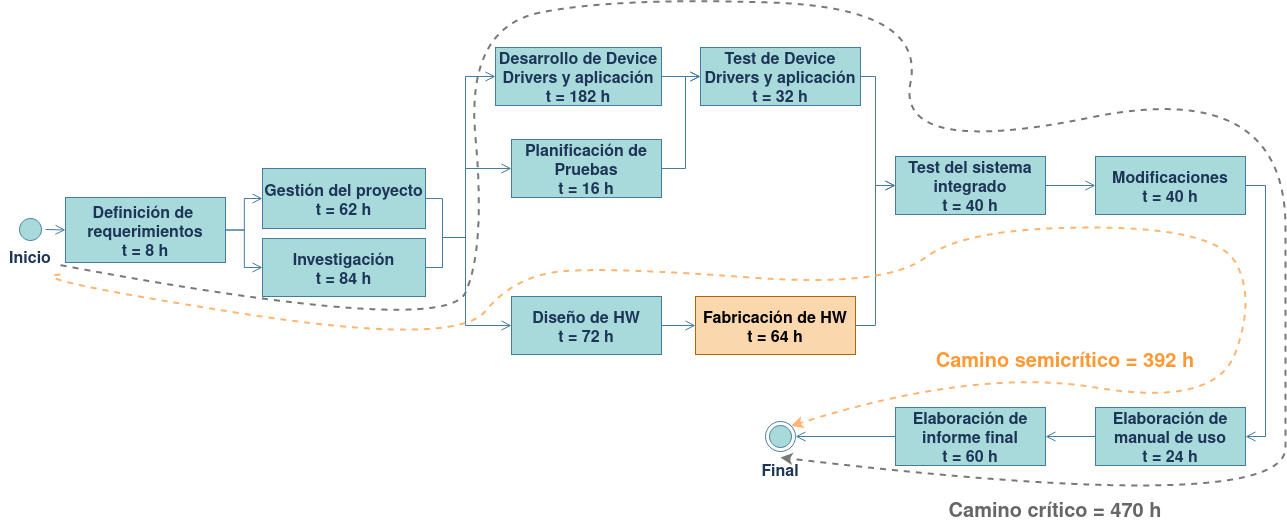 Inicio
Definición de
requerimientos
t = 8 h
Gestión del proyecto
t = 62 h
Investigación
t = 84 h
Desarrollo de Device
Drivers y aplicación
t = 182 h
Planificación de
Pruebas
t = 16 h
Test de Device
Drivers y aplicación
t = 32 h
Diseño de HW
t = 72 h
Fabricación de HW
t = 64 h
Test del sistema
integrado
t = 40 h
Modificaciones
t = 40 h
Camino semicrítico = 392 h
Elaboración de
manual de uso
t = 24 h
Elaboración de
informe final
t = 60 h
Final
Camino crítico = 470 h